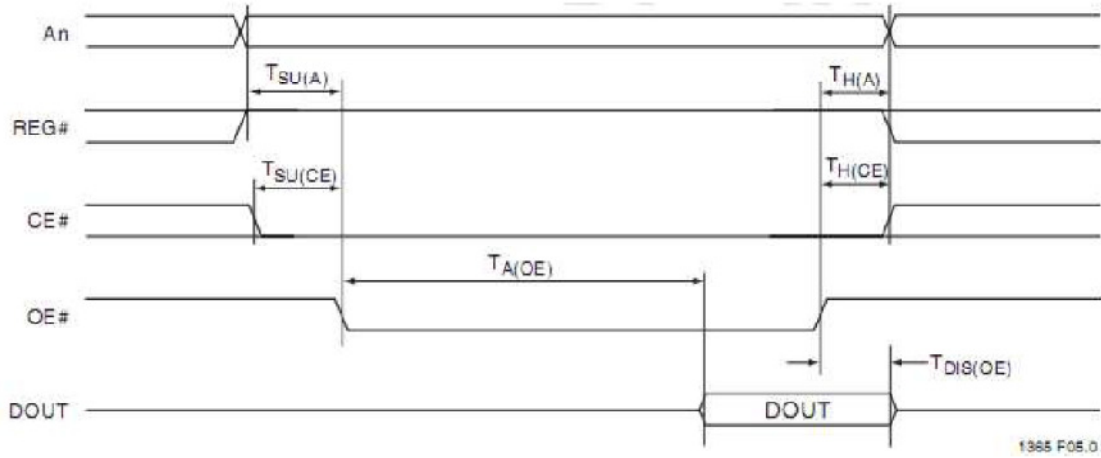 An
TSU(A)
TH(A)
REG#
TSU(CE)
TH(CE)
CE#
TA(OE)
OE#
TDIS(OE)
DOUT
DOUT
1365 F05.0